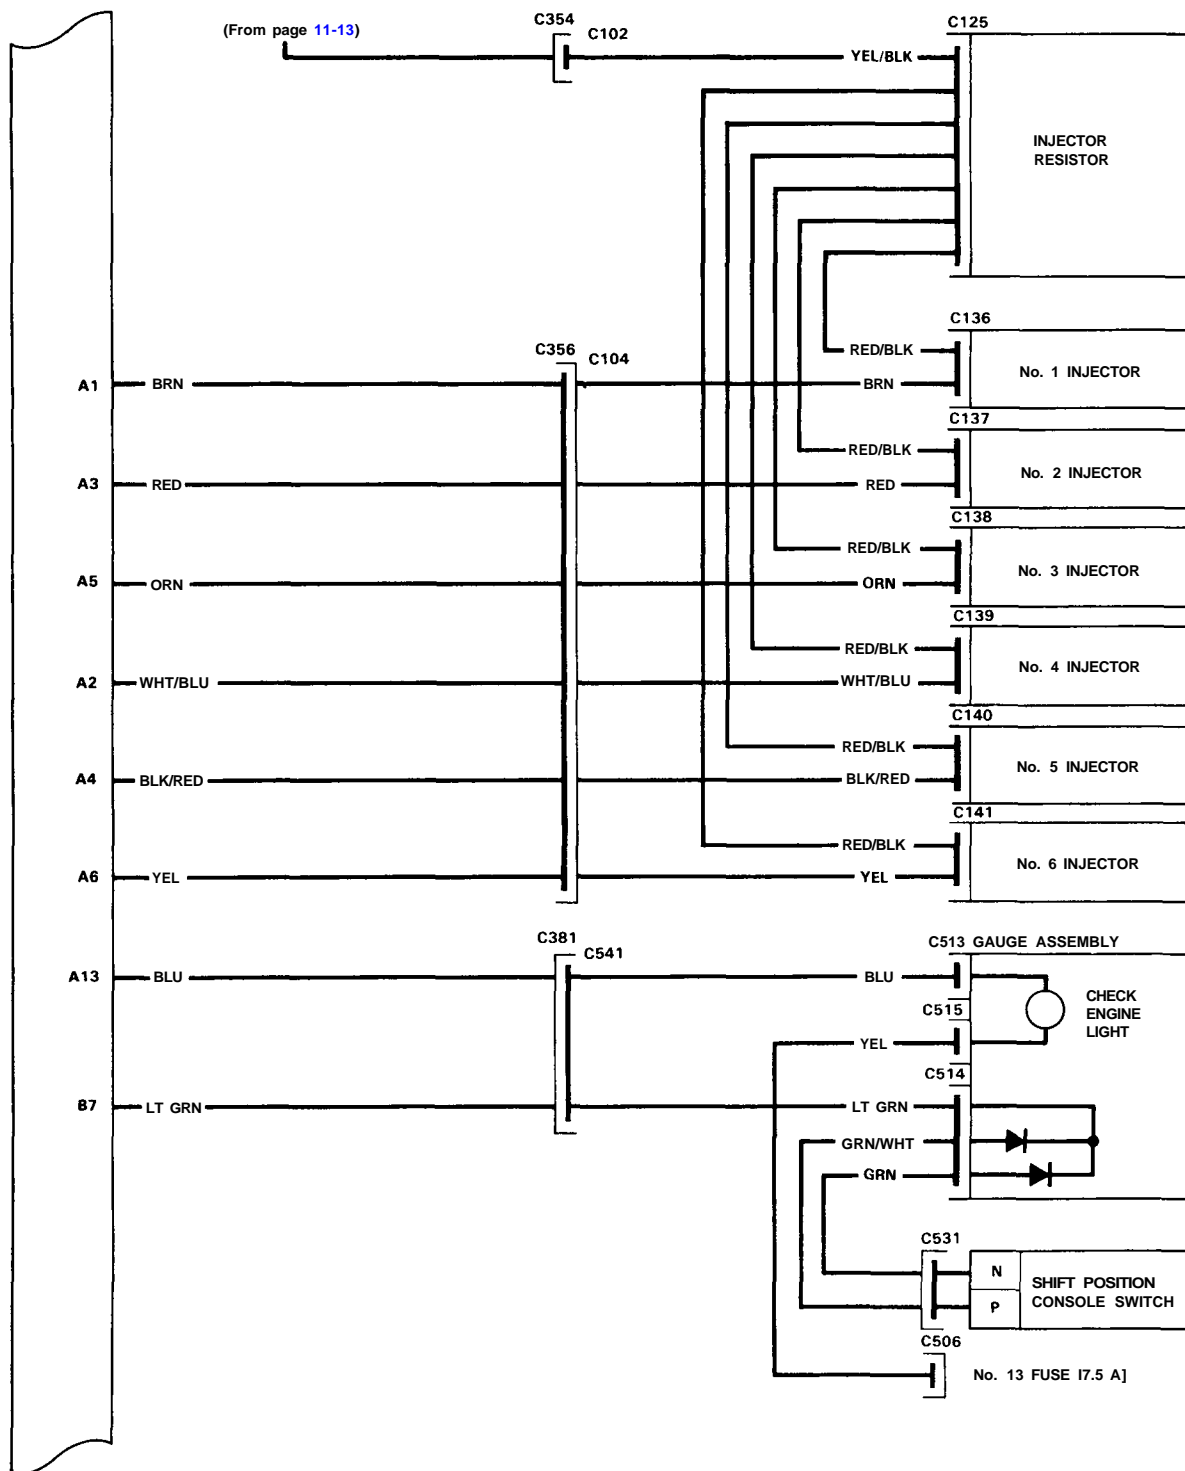 (From page 11-13)
C354
C102
C125
YEL/BLK
INJECTOR
RESISTOR
C136
RED/BLK
C356
C104
A1
BRN
BRN
No. 1 INJECTOR
C137
RED/BLK
A3
RED
RED
No. 2 INJECTOR
C138
RED/BLK
A5
ORN
ORN
No. 3 INJECTOR
C139
RED/BLK
A2
WHT/BLU
WHT/BLU
No. 4 INJECTOR
C140
RED/BLK
A4
BLK/RED
BLK/RED
No. 5 INJECTOR
C141
RED/BLK
A6
YEL
YEL
No. 6 INJECTOR
C381
C541
C513 GAUGE ASSEMBLY
A13
BLU
BLU
CHECK
ENGINE
LIGHT
C515
YEL
C514
B7
LT GRN
LT GRN
GRN/WHT
GRN
C531
N
P
SHIFT POSITION
CONSOLE SWITCH
C506
No. 13 FUSE I7.5 A]